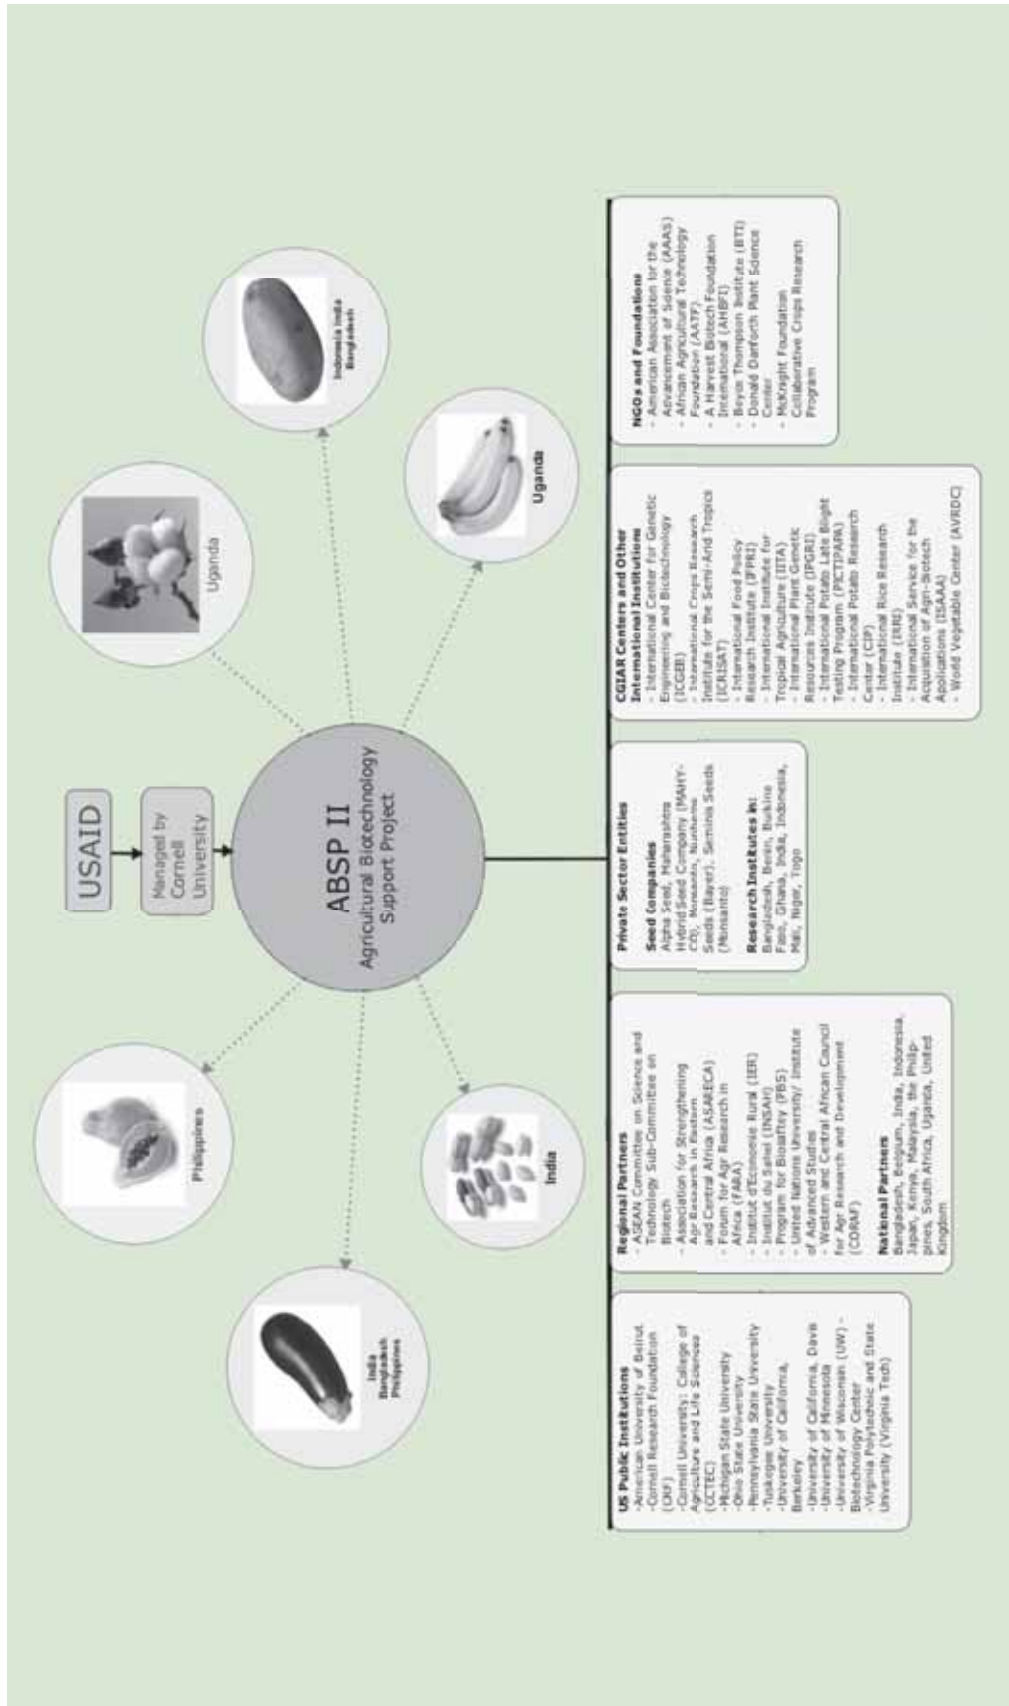 USAID
Managed by
Cornell
University
ABSP II
Agricultural Biotechnology
Support Project
India
Bangladesh
Philippines
Philippines
India
Uganda
Indonesia India
Bangladesh
Uganda
US Public Institutions
-American University of Beirut
-Cornell Research Foundation
(CRF)
-Cornell University: College of
Agriculture and Life Sciences
(CCTEC)
-Michigan State University
-Ohio State University
-Pennsylvania State University
-Tuskegee University
-University of California,
Berkeley
-University of California, Davis
-University of Minnesota
-University of Wisconsin (UW) -
Biotechnology Center
-Virginia Polytechnic and State
University (Virginia Tech)
Regional Partners
- ASEAN Committee on Science and
Technology Sub-Committee on
Biotech
- Association for Strengthening
Agr Research in Eastern
and Central Africa (ASARECA)
- Forum for Agr Research in
Africa (FARA)
- Institut d'Economie Rural (IER)
- Institut du Sahel (INSAH)
- Program for Biosaftey (PBS)
- United Nations University/ Institute
of Advanced Studies
- Western and Central African Council
for Agr Research and Development
(CORAF)
National Partners
Bangladesh, Belgium, India, Indonesia,
Japan, Kenya, Malaysia, the Philip-
pines, South Africa, Uganda, United
Kingdom
Private Sector Entities
Seed Companies
Alpha Seed, Maharashtra
Hybrid Seed Company (MAHY-
CO), Monsanto, Nunhems
Seeds (Bayer), Seminis Seeds
(Monsanto)
Research Institutes in:
Bangladesh, Benin, Burkina
Faso, Ghana, India, Indonesia,
Mali, Niger, Togo
CGIAR Centers and Other
International Institutions
- International Center for Genetic
Engineering and Biotechnology
(ICGEB)
- International Crops Research
Institute for the Semi-Arid Tropics
(ICRISAT)
- International Food Policy
Research Institute (IFPRI)
- International Institute for
Tropical Agriculture (IITA)
- International Plant Genetic
Resources Institute (IPGRI)
- International Potato Late Blight
Testing Program (PICTIPAPA)
- International Potato Research
Center (CIP)
- International Rice Research
Institute (IRRI)
- International Service for the
Acquisition of Agri-Biotech
Applications (ISAAA)
- World Vegetable Center (AVRDC)
NGOs and Foundations
- American Association for the
Advancement of Science (AAAS)
- African Agricultural Technology
Foundation (AATF)
- A Harvest Biotech Foundation
International (AHBFI)
- Boyce Thompson Institute (BTI)
- Donald Danforth Plant Science
Center
- McKnight Foundation
Collaborative Crops Research
Program